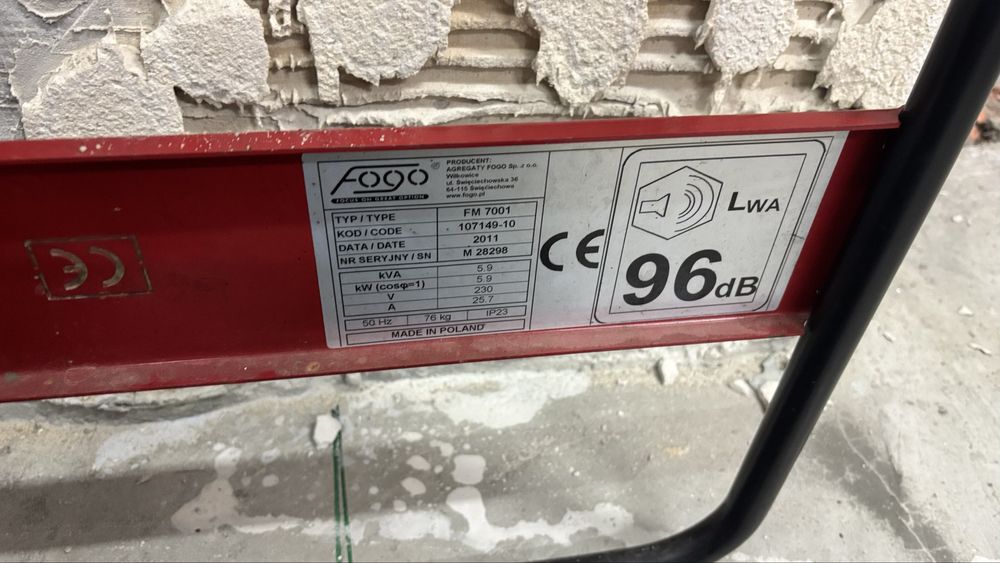 FOGO
FOCUS ON GREAT OPTION
®
PRODUCENT:
AGREGATY FOGO Sp. z o.o.
Wilkowice
ul. Święciechowska 36
64-115 Święciechowa
www.fogo.pl
TYP / TYPE FM 7001
KOD / CODE 107149-10
DATA / DATE 2011
NR SERYJNY / SN M 28298
kVA 5.9
kW (cosφ=1) 5.9
V 230
A 25.7
50 Hz 76 kg IP23
MADE IN POLAND
CE
LWA
96dB
CE